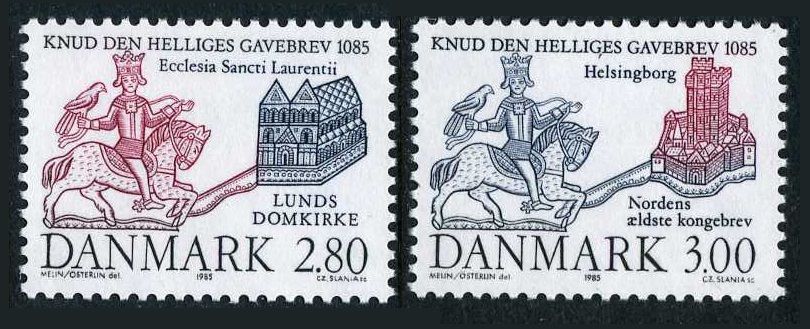 KNUD DEN HELLIGES GAVEBREV 1085
Ecclesia Sancti Laurentii
LUNDS
DOMKIRKE
DANMARK 2.80
MELIN/ÖSTERLIN del. 1985 CZ. SLANIA sc
KNUD DEN HELLIGES GAVEBREV 1085
Helsingborg
Nordens
ældste kongebrev
DANMARK 3.00
MELIN/ÖSTERLIN del. 1985 CZ. SLANIA sc.